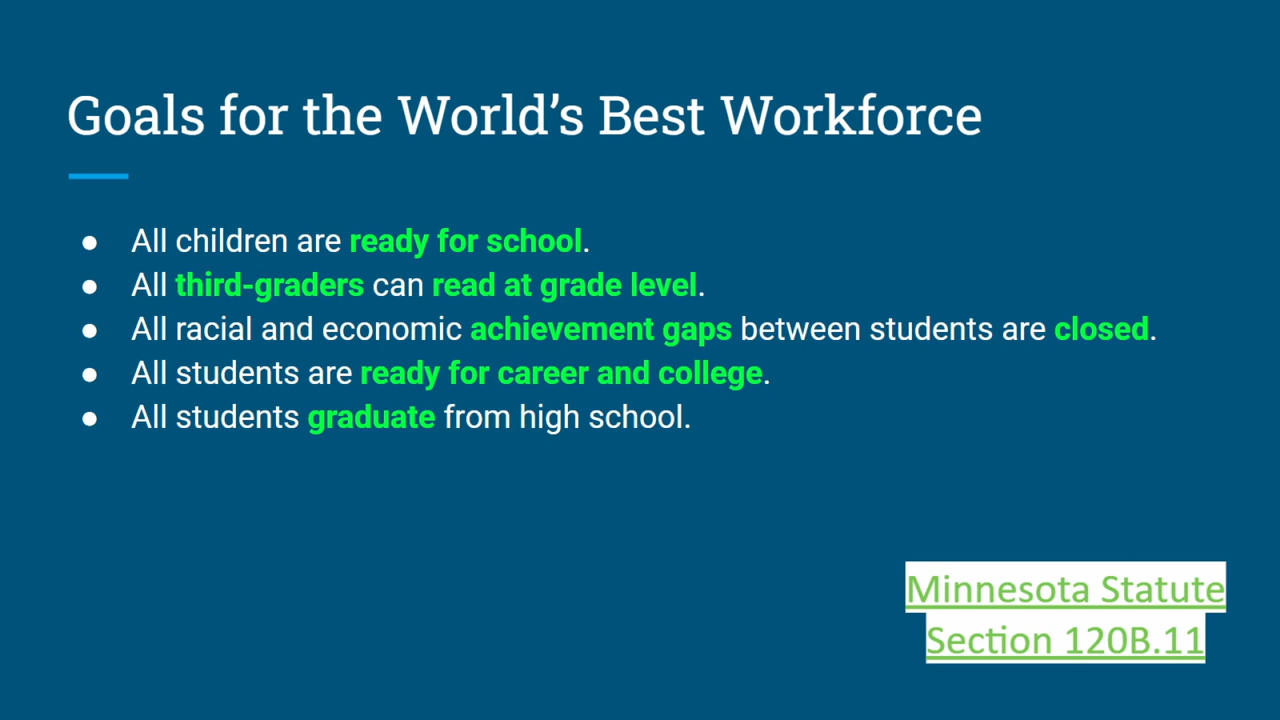 Goals for the World’s Best Workforce
● All children are ready for school.
● All third-graders can read at grade level.
● All racial and economic achievement gaps between students are closed.
● All students are ready for career and college.
● All students graduate from high school.
Minnesota Statute
Section 120B.11